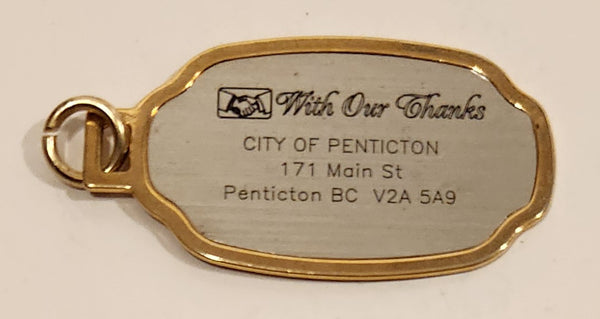 With Our Thanks
CITY OF PENTICTON
171 Main St
Penticton BC V2A 5A9